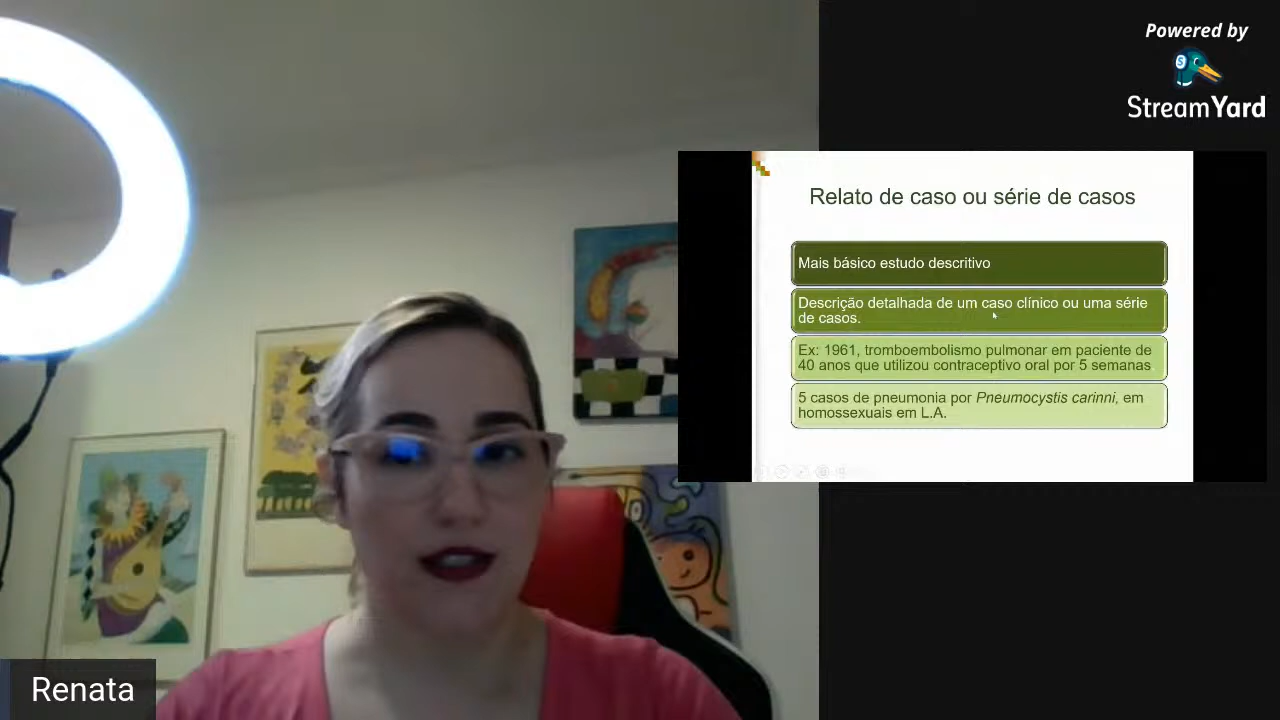 Powered by
StreamYard
Relato de caso ou série de casos
Mais básico estudo descritivo
Descrição detalhada de um caso clínico ou uma série
de casos.
Ex: 1961, tromboembolismo pulmonar em paciente de
40 anos que utilizou contraceptivo oral por 5 semanas
5 casos de pneumonia por Pneumocystis carinni, em
homossexuais em L.A.
Renata